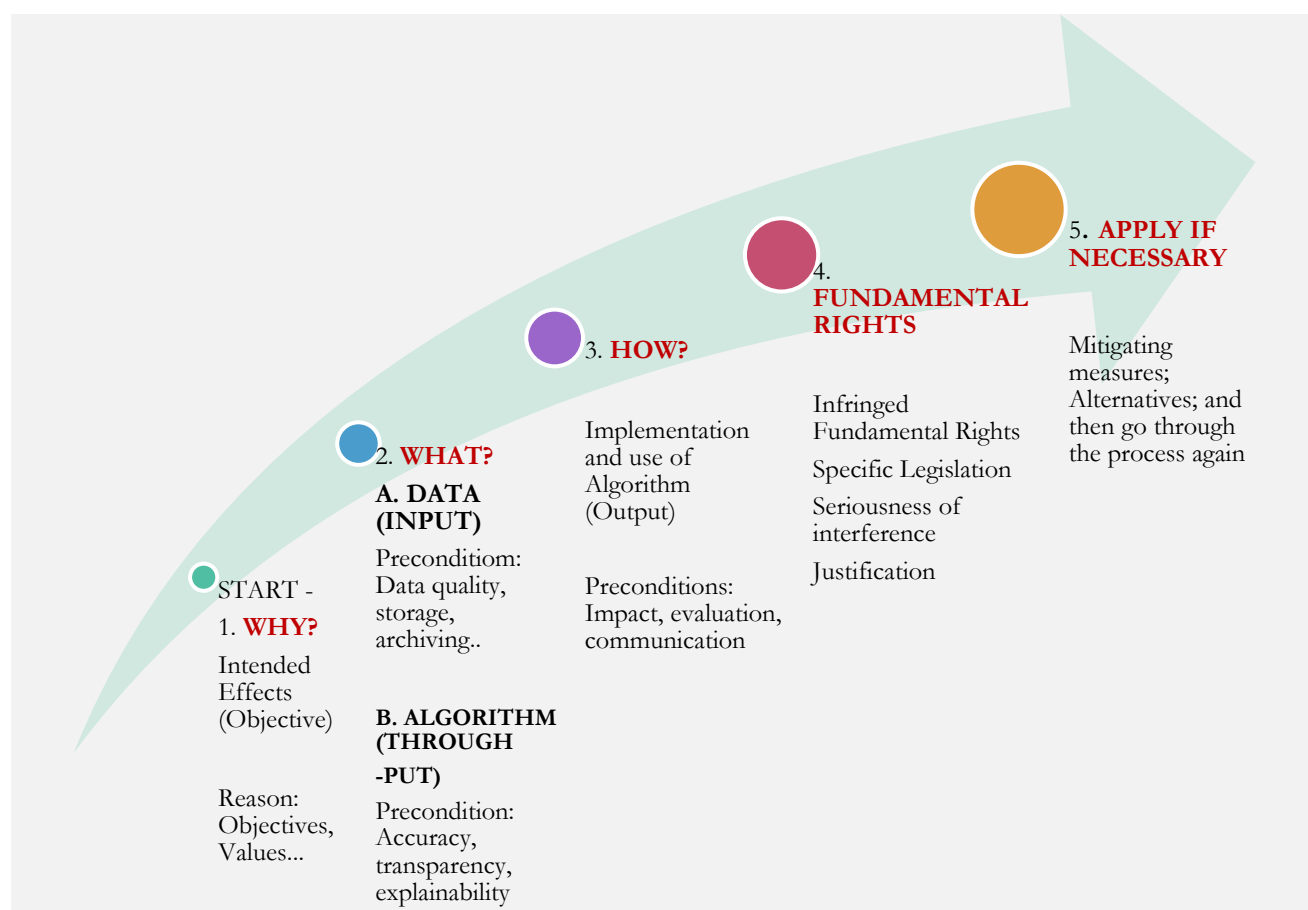 START -
1. WHY?
Intended
Effects
(Objective)
Reason:
Objectives,
Values...
2. WHAT?
A. DATA
(INPUT)
Preconditiom:
Data quality,
storage,
archiving..
B. ALGORITHM
(THROUGH
-PUT)
Precondition:
Accuracy,
transparency,
explainability
3. HOW?
Implementation
and use of
Algorithm
(Output)
Preconditions:
Impact, evaluation,
communication
4.
FUNDAMENTAL
RIGHTS
Infringed
Fundamental Rights
Specific Legislation
Seriousness of
interference
Justification
5. APPLY IF
NECESSARY
Mitigating
measures;
Alternatives; and
then go through
the process again